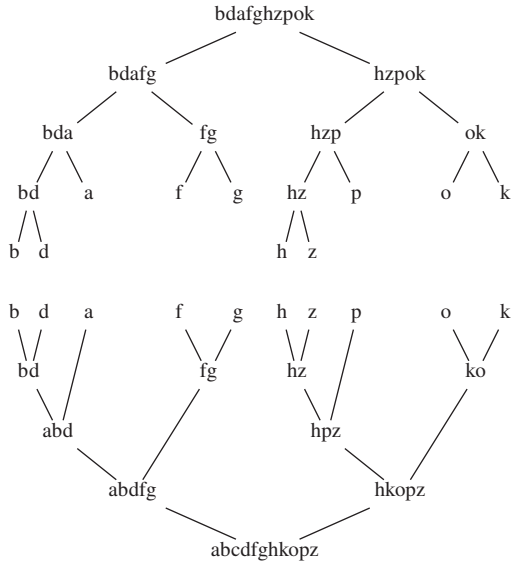 bdafghzpok
bdafg hzpok
bda fg hzp ok
bd a f g hz p o k
b d h z
b d a f g h z p o k
bd fg hz ko
abd hpz
abdfg hkopz
abcdfghkopz